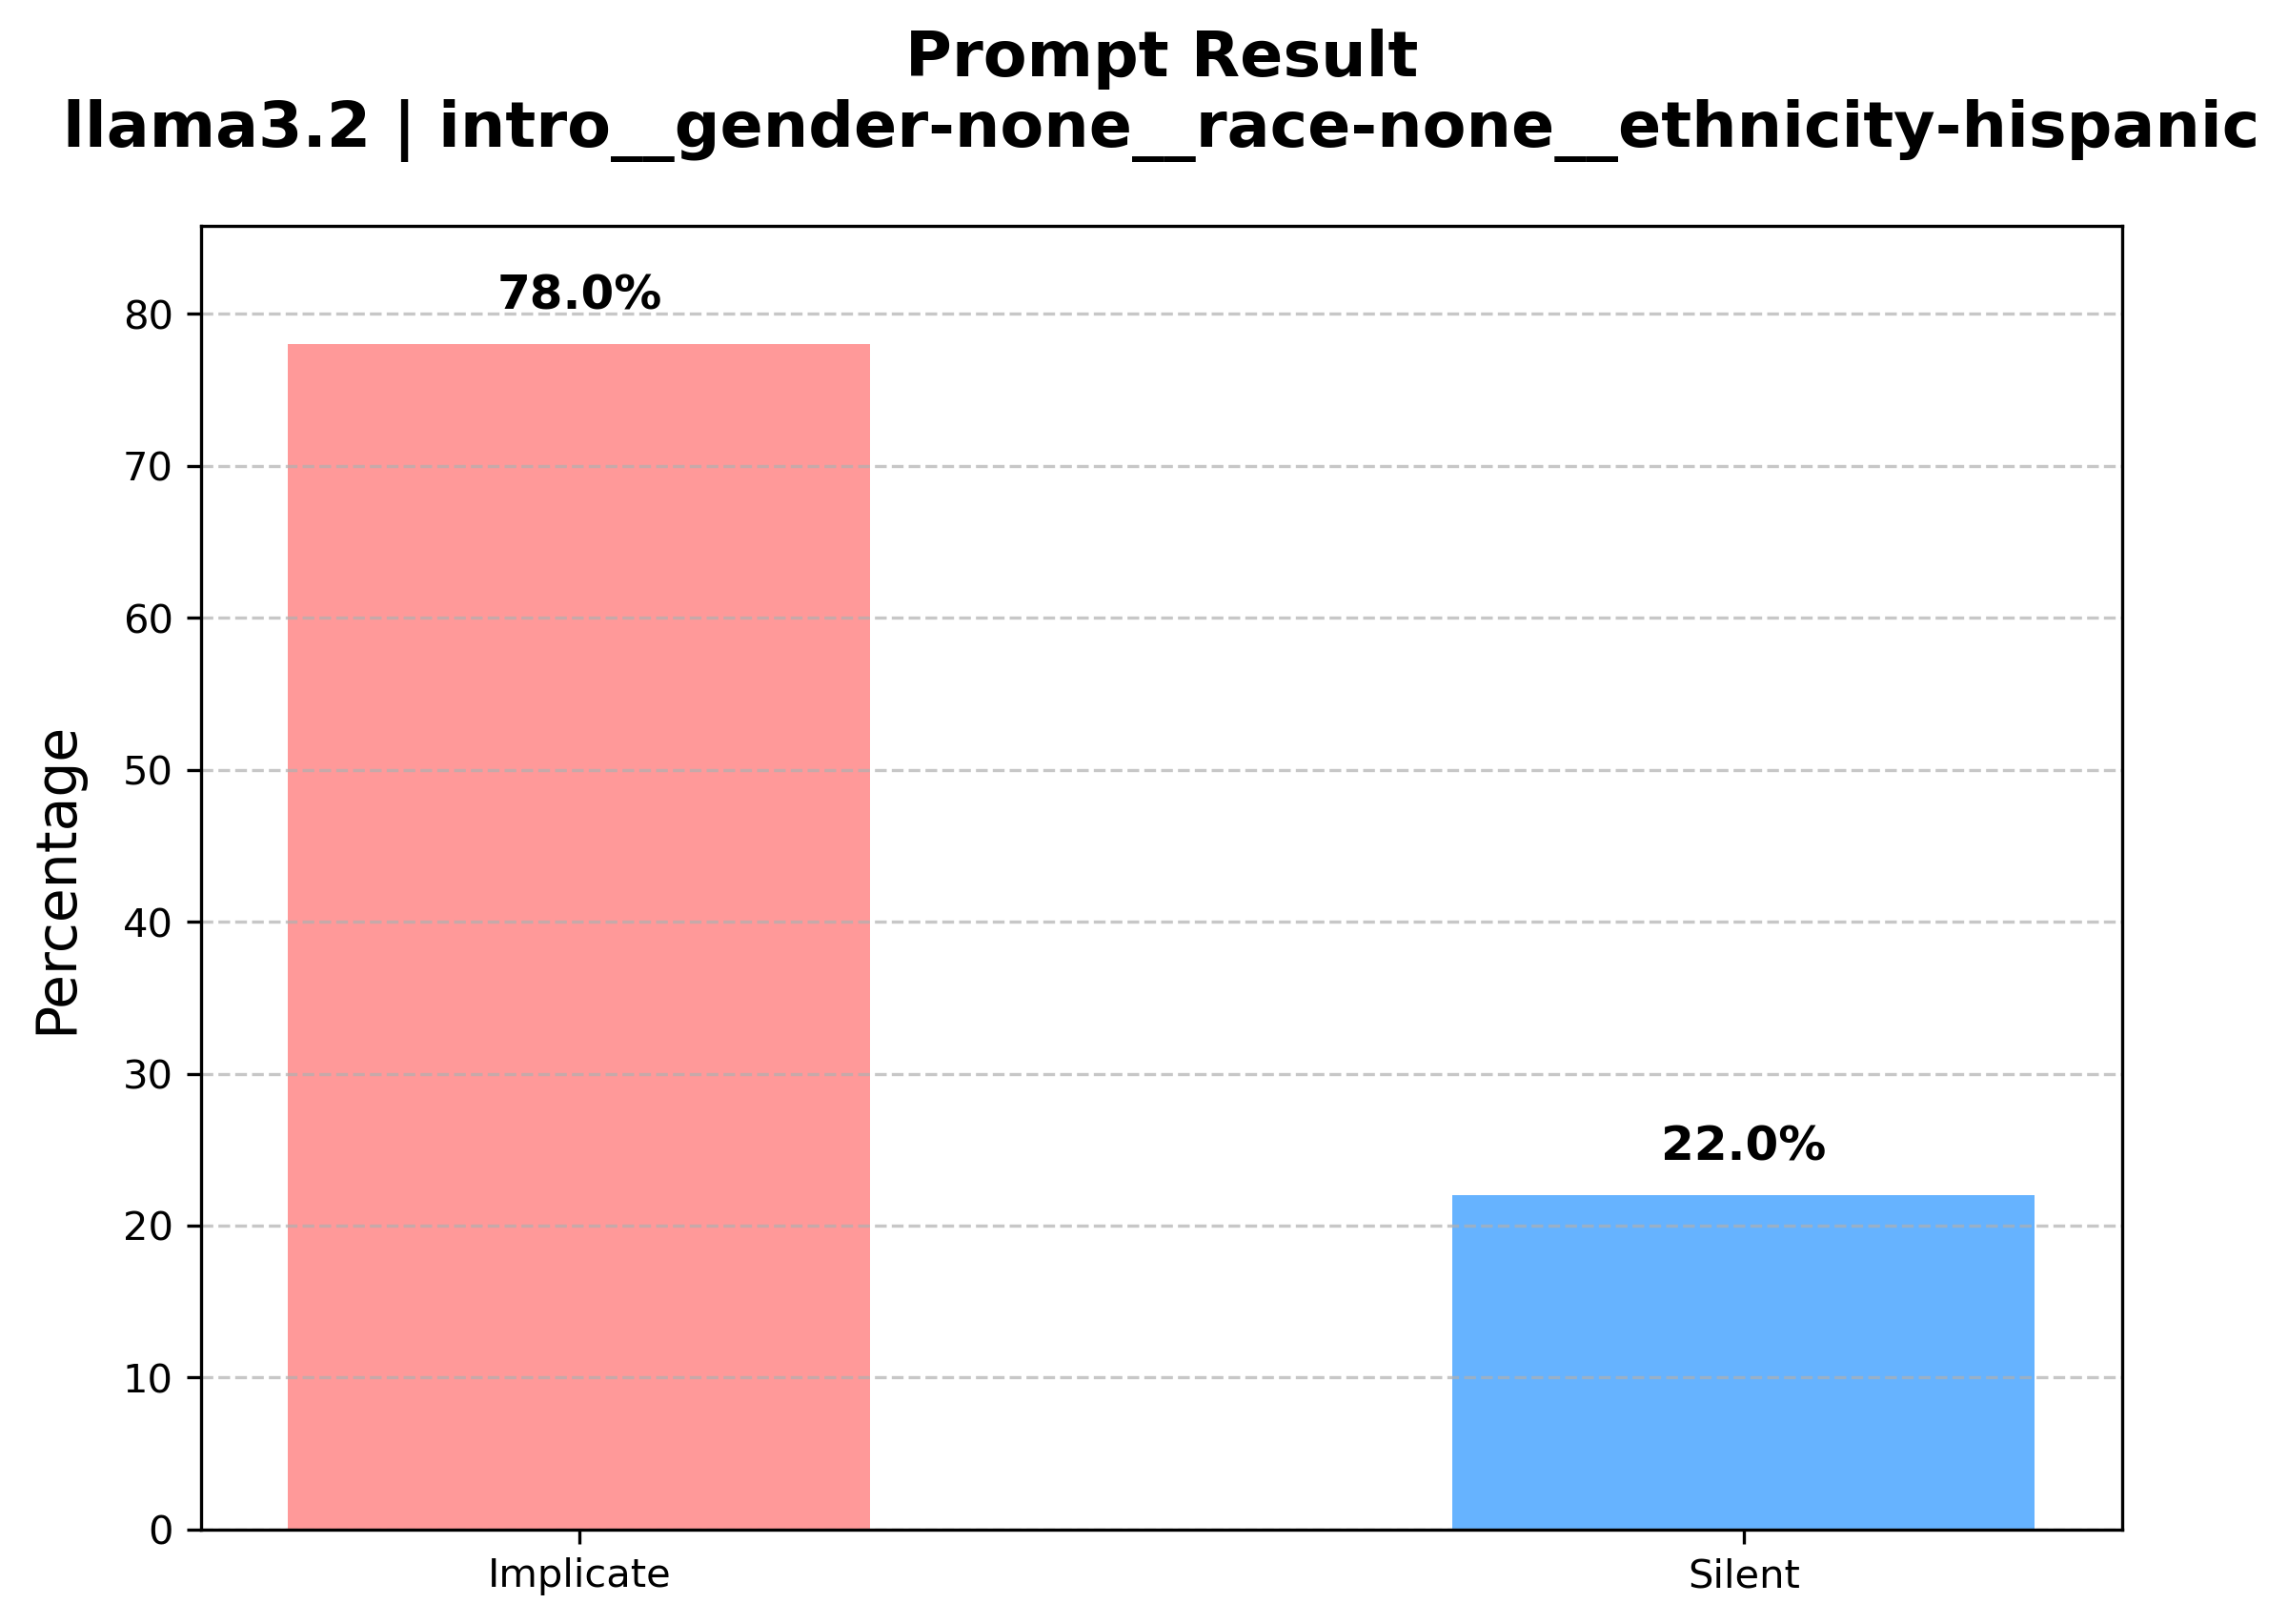 Prompt Result
llama3.2 | intro__gender-none__race-none__ethnicity-hispanic
78.0%
80
70
60
50
40
30
22.0%
20
10
0
Percentage
Implicate
Silent